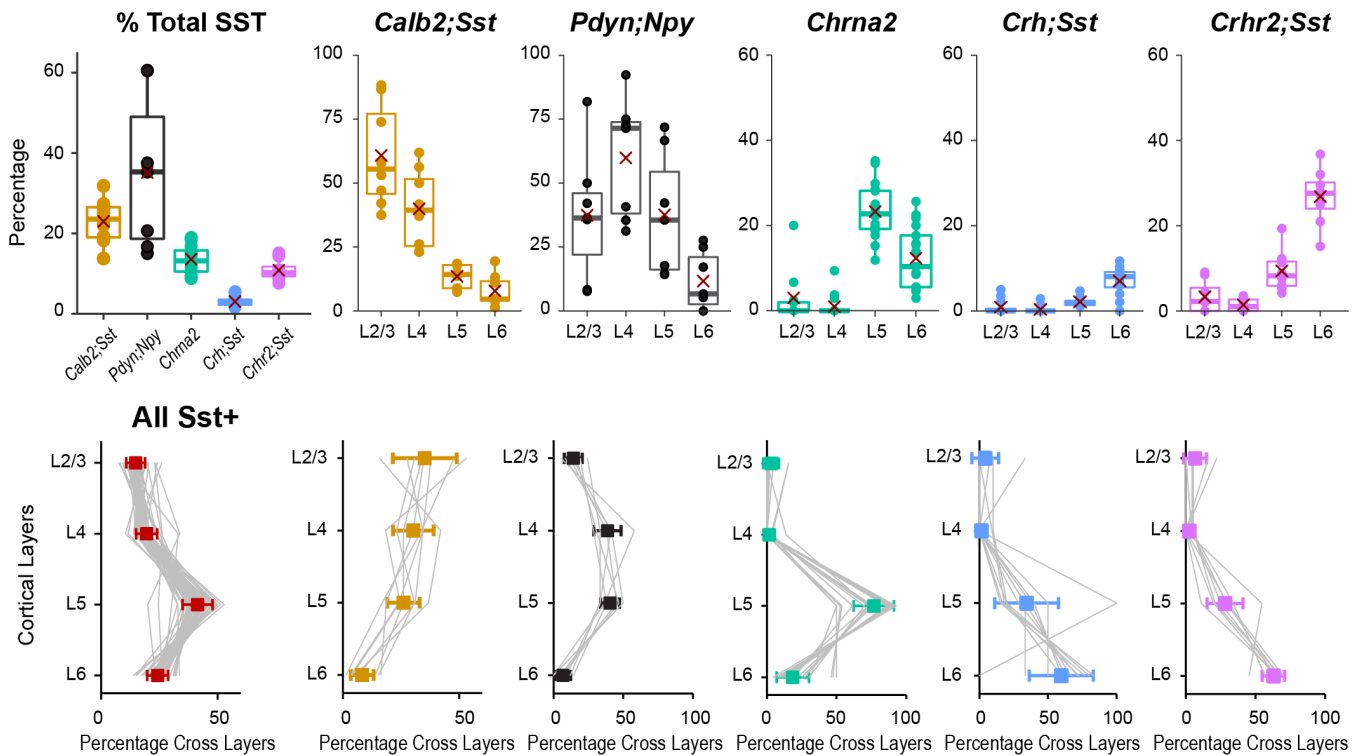 % Total SST
Calb2;Sst
Pdyn;Npy
Chrna2
Crh;Sst
Crhr2;Sst
Percentage
60
40
20
0
Calb2;Sst
Pdyn;Npy
Chrna2
Crh;Sst
Crhr2;Sst
100
75
50
25
0
L2/3 L4 L5 L6
100
75
50
25
0
L2/3 L4 L5 L6
60
40
20
0
L2/3 L4 L5 L6
60
40
20
0
L2/3 L4 L5 L6
60
40
20
0
L2/3 L4 L5 L6
All Sst+
Cortical Layers
L2/3
L4
L5
L6
0 50
Percentage Cross Layers
L2/3
L4
L5
L6
0 50
Percentage Cross Layers
L2/3
L4
L5
L6
0 50 100
Percentage Cross Layers
L2/3
L4
L5
L6
0 50 100
Percentage Cross Layers
L2/3
L4
L5
L6
0 50 100
Percentage Cross Layers
L2/3
L4
L5
L6
0 50 100
Percentage Cross Layers